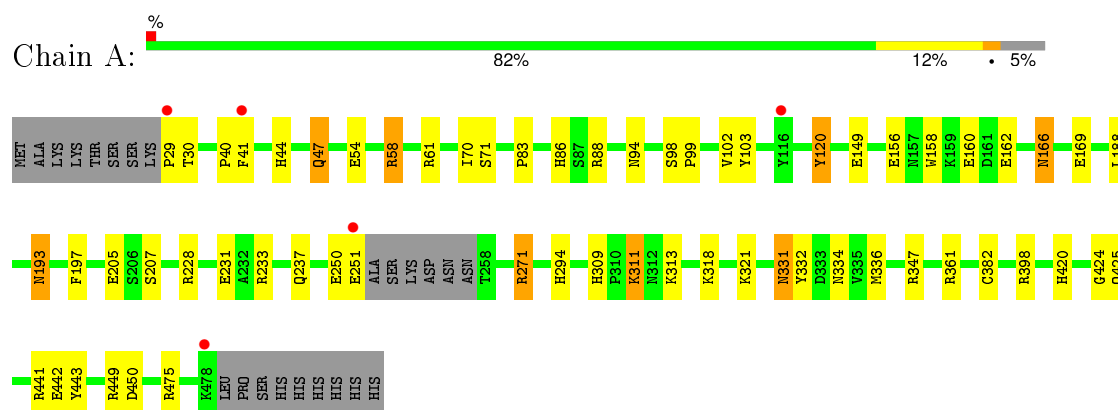 %
Chain A:
82% 12% • 5%
MET ALA LYS LYS THR SER SER LYS P29 T30 P40 F41 H44 Q47 E54 R58 R61 I70 S71 P83 H86 S87 R88 N94 S98 P99 V102 Y103 Y116 Y120 E149 E156 N157 W158 K159 E160 D161 E162 N166 E169
N193 F197 E205 S206 S207 R228 E231 A232 R233 Q237 E250 E251 ALA SER LYS ASP ASN ASN T258 R271 H294 H309 P310 K311 N312 K313 K318 K321 N331 Y332 D333 N334 V335 M336 R347 R361 C382 R398 H420 G424
R441 E442 Y443 R449 D450 R475 K478 LEU PRO SER HIS HIS HIS HIS HIS HIS